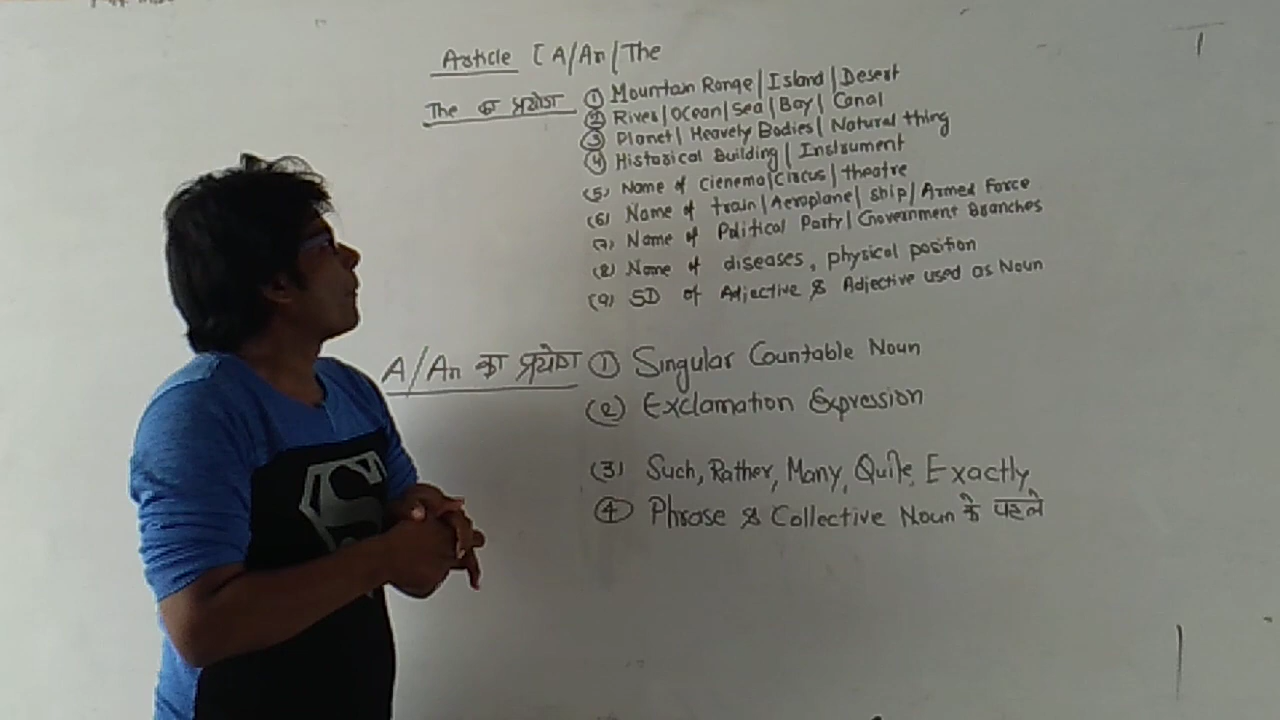 Article [ A/An/The
The का प्रयोग ① Mountain Range/Island/Desert
② River/Ocean/Sea/Bay/Canal
③ Planet/Heavely Bodies/Natural thing
④ Historical Building/Instrument
(5) Name of Cienema/Circus/theatre
(6) Name of train/Aeroplane/ship/Armed Force
(7) Name of Political Party/Government Branches
(8) Name of diseases, physical position
(9) SD of Adjective & Adjective used as Noun
A/An का प्रयोग ① Singular Countable Noun
(2) Exclamation Expression
(3) Such, Rather, Many, Quite, Exactly
④ Phrase & Collective Noun के पहले
S